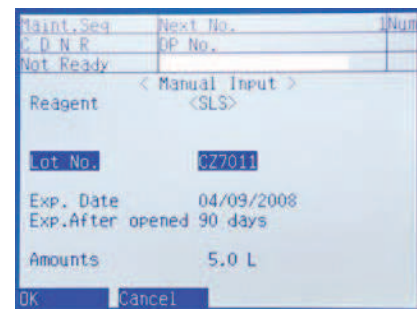 Maint.Seq Next No. 1 Num
C D N R DP No.
Not Ready
< Manual Input >
Reagent <SLS>
Lot No. CZ7011
Exp. Date 04/09/2008
Exp.After opened 90 days
Amounts 5.0 L
OK Cancel